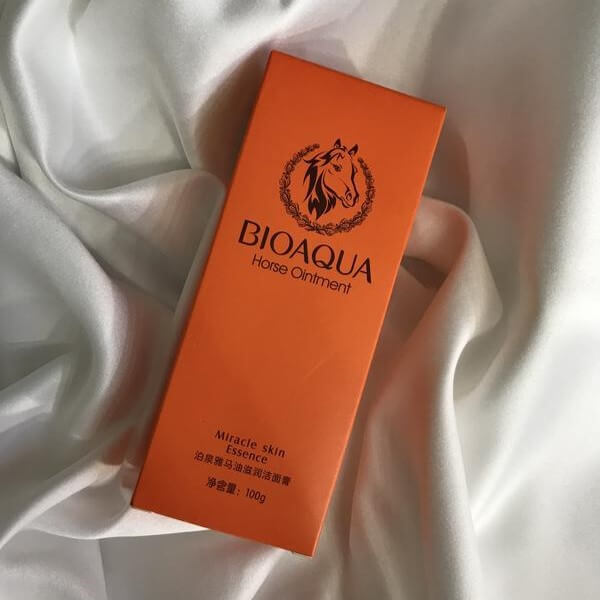 BIOAQUA
Horse Ointment
Miracle skin
Essence
泊泉雅马油滋润洁面膏
净含量：100g